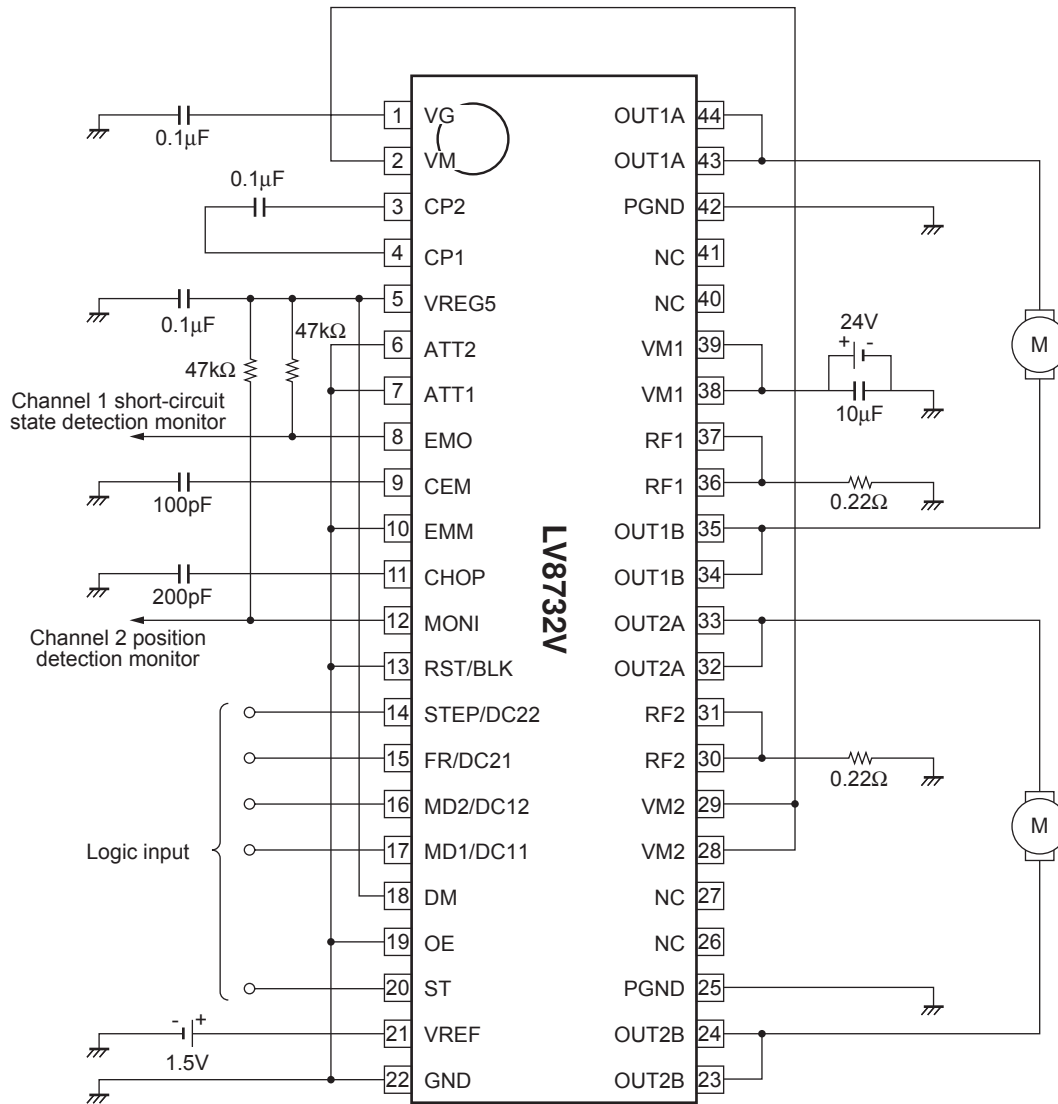 0.1μF
1 VG
2 VM
0.1μF
3 CP2
4 CP1
5 VREG5
0.1μF
47kΩ
47kΩ
6 ATT2
7 ATT1
Channel 1 short-circuit
state detection monitor
8 EMO
9 CEM
100pF
10 EMM
11 CHOP
200pF
12 MONI
Channel 2 position
detection monitor
13 RST/BLK
14 STEP/DC22
15 FR/DC21
16 MD2/DC12
Logic input
17 MD1/DC11
18 DM
19 OE
20 ST
- +
21 VREF
1.5V
22 GND
LV8732V
OUT1A 44
OUT1A 43
PGND 42
NC 41
NC 40
24V
+ -
VM1 39
VM1 38
10μF
M
RF1 37
RF1 36
0.22Ω
OUT1B 35
OUT1B 34
OUT2A 33
OUT2A 32
RF2 31
RF2 30
0.22Ω
VM2 29
VM2 28
M
NC 27
NC 26
PGND 25
OUT2B 24
OUT2B 23